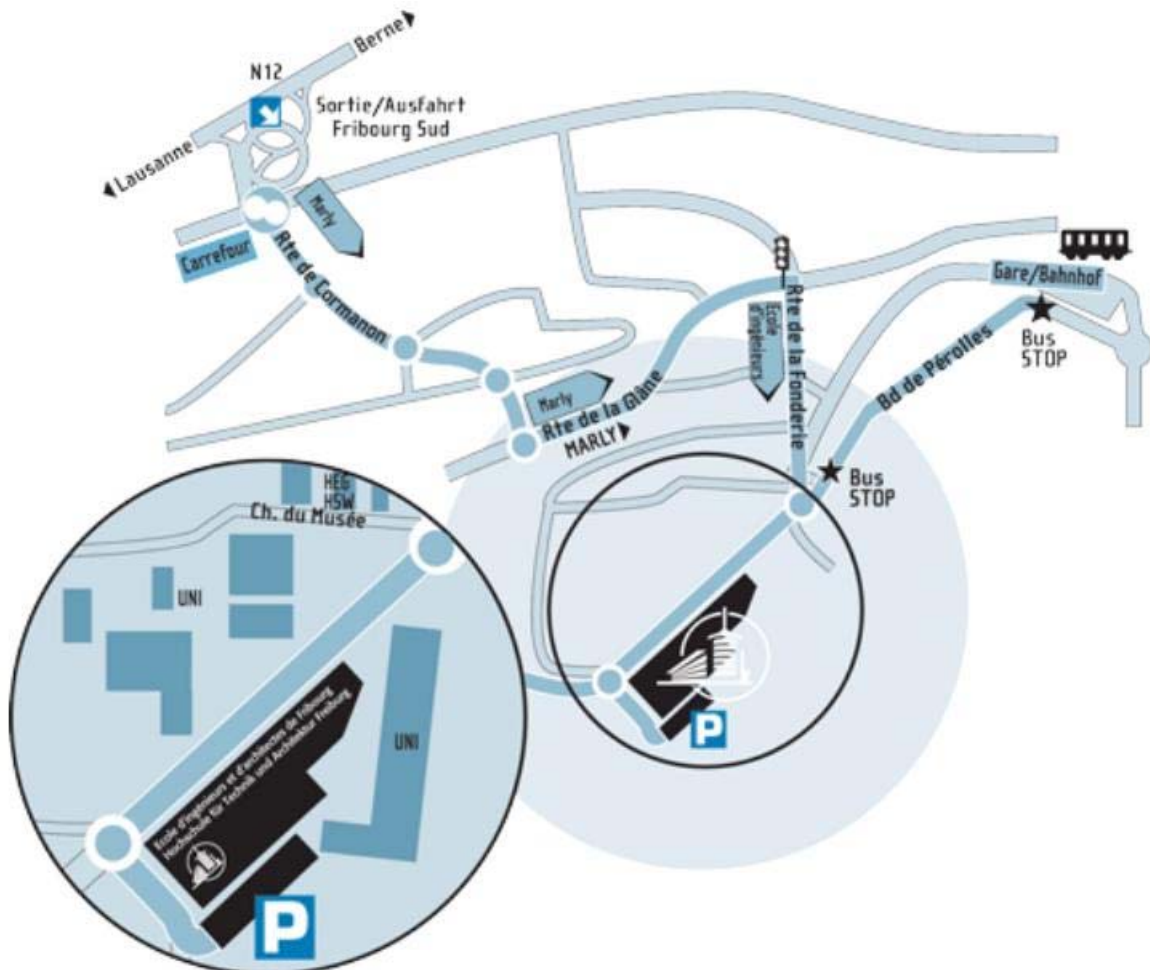 Berne
N12
Sortie/Ausfahrt
Fribourg Sud
Lausanne
Marly
Carrefour
Rte de Cormanon
Gare/Bahnhof
Ecole
d'ingénieurs
Rte de la Fonderie
Bus
STOP
Bd de Pérolles
Marly
Rte de la Glâne
MARLY
Bus
STOP
HEG
HSW
Ch. du Musée
UNI
Ecole d'ingénieurs et d'architectes de Fribourg
Hochschule für Technik und Architektur Freiburg
UNI
P
P